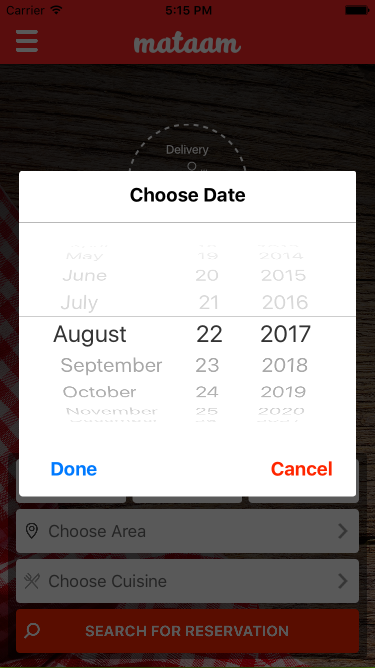 Carrier 5:15 PM
mataam
Delivery
Choose Date
May 19 2014
June 20 2015
July 21 2016
August 22 2017
September 23 2018
October 24 2019
November 25 2020
Done Cancel
Choose Area
Choose Cuisine
SEARCH FOR RESERVATION